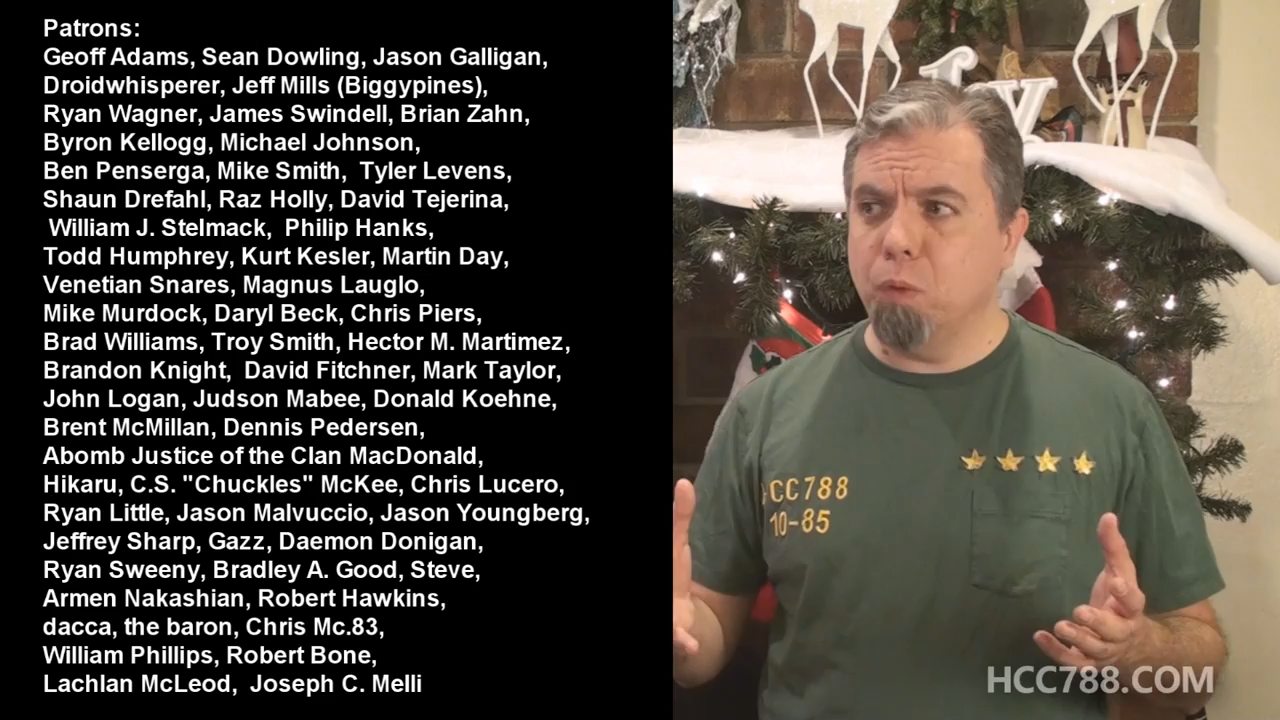 Patrons:
Geoff Adams, Sean Dowling, Jason Galligan,
Droidwhisperer, Jeff Mills (Biggypines),
Ryan Wagner, James Swindell, Brian Zahn,
Byron Kellogg, Michael Johnson,
Ben Penserga, Mike Smith,  Tyler Levens,
Shaun Drefahl, Raz Holly, David Tejerina,
William J. Stelmack,  Philip Hanks,
Todd Humphrey, Kurt Kesler, Martin Day,
Venetian Snares, Magnus Lauglo,
Mike Murdock, Daryl Beck, Chris Piers,
Brad Williams, Troy Smith, Hector M. Martimez,
Brandon Knight,  David Fitchner, Mark Taylor,
John Logan, Judson Mabee, Donald Koehne,
Brent McMillan, Dennis Pedersen,
Abomb Justice of the Clan MacDonald,
Hikaru, C.S. "Chuckles" McKee, Chris Lucero,
Ryan Little, Jason Malvuccio, Jason Youngberg,
Jeffrey Sharp, Gazz, Daemon Donigan,
Ryan Sweeny, Bradley A. Good, Steve,
Armen Nakashian, Robert Hawkins,
dacca, the baron, Chris Mc.83,
William Phillips, Robert Bone,
Lachlan McLeod,  Joseph C. Melli
HCC788
10-85
HCC788.COM